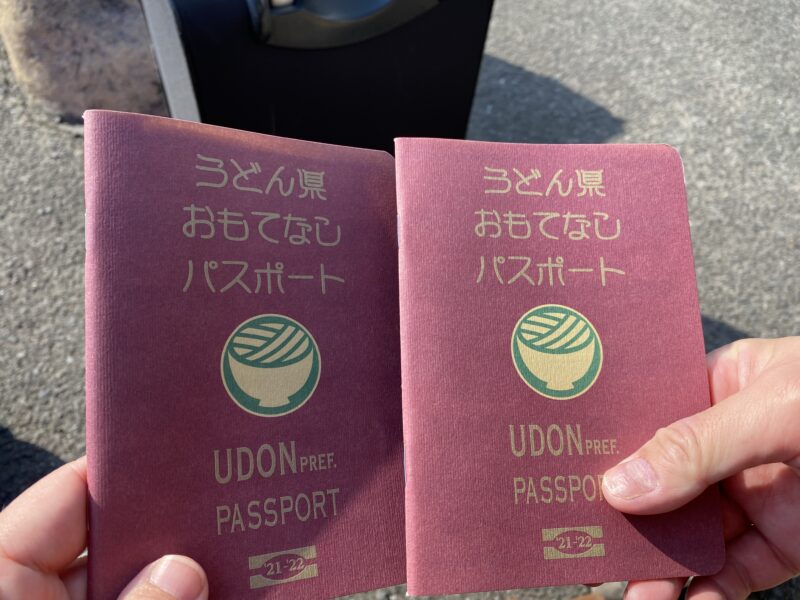 うどん県
おもてなし
パスポート
UDON PREF.
PASSPORT
'21-'22
うどん県
おもてなし
パスポート
UDON PREF.
PASSPO
'21-'22